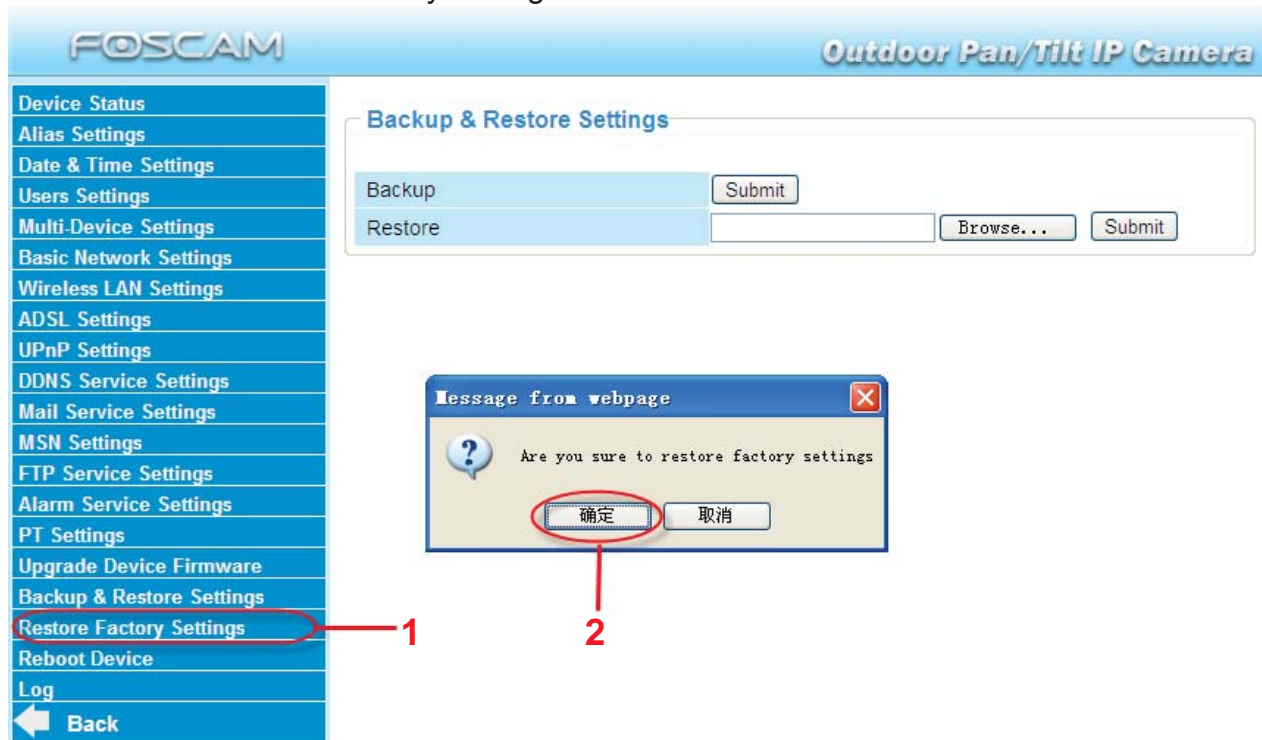 FOSCAM
Outdoor Pan/Tilt IP Camera
Device Status
Alias Settings
Date & Time Settings
Users Settings
Multi-Device Settings
Basic Network Settings
Wireless LAN Settings
ADSL Settings
UPnP Settings
DDNS Service Settings
Mail Service Settings
MSN Settings
FTP Service Settings
Alarm Service Settings
PT Settings
Upgrade Device Firmware
Backup & Restore Settings
Restore Factory Settings
Reboot Device
Log
Back
Backup & Restore Settings
Backup Submit
Restore Browse... Submit
Message from webpage
Are you sure to restore factory settings
确定 取消
1 2